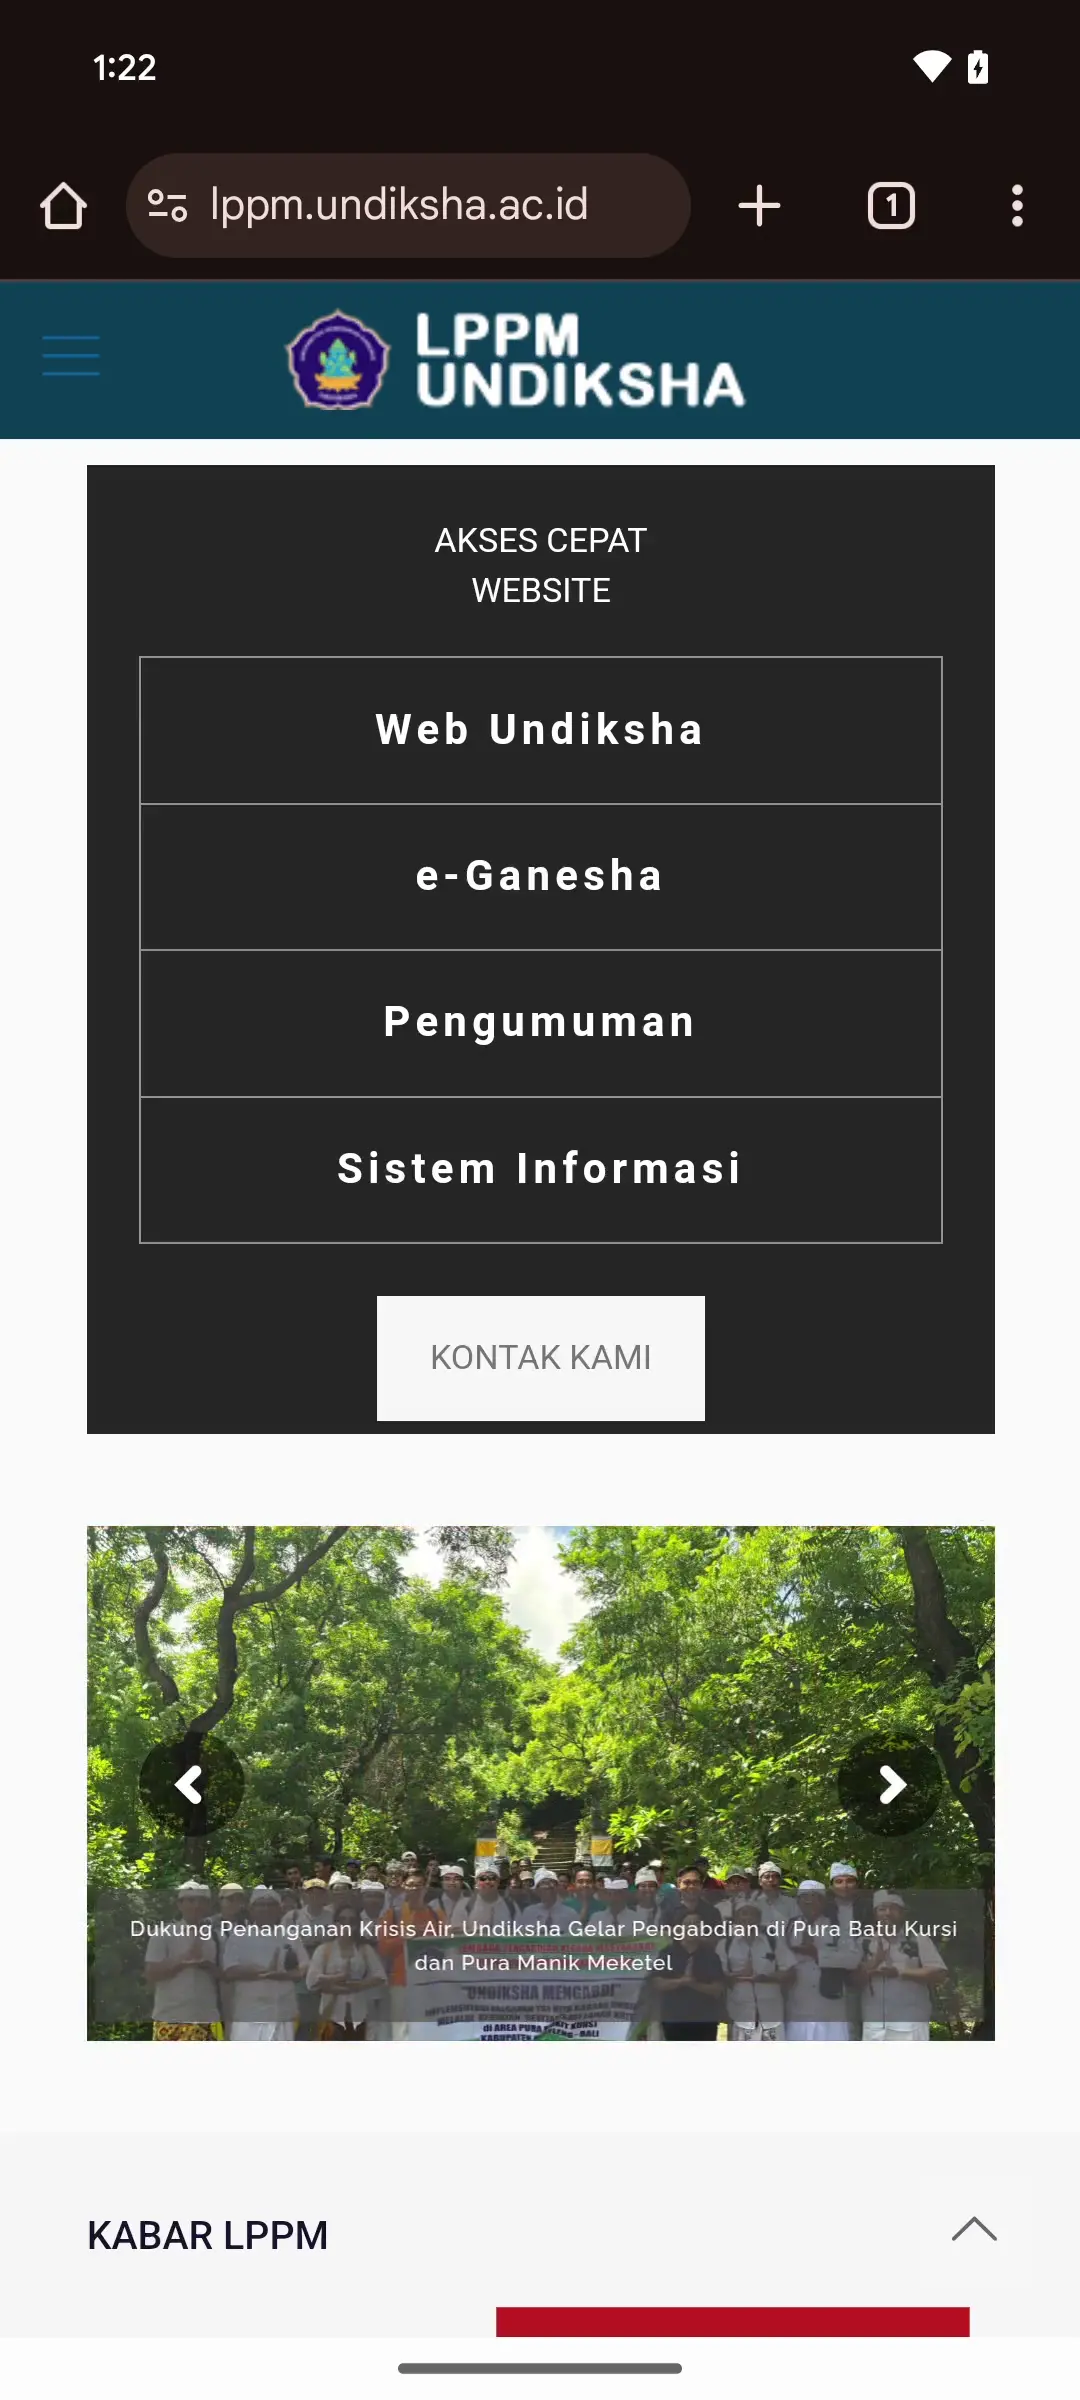 1:22
lppm.undiksha.ac.id
1
LPPM
UNDIKSHA
AKSES CEPAT
WEBSITE
Web Undiksha
e-Ganesha
Pengumuman
Sistem Informasi
KONTAK KAMI
Dukung Penanganan Krisis Air, Undiksha Gelar Pengabdian di Pura Batu Kursi
dan Pura Manik Meketel
"UNDIKSHA MENGABDI"
KABAR LPPM